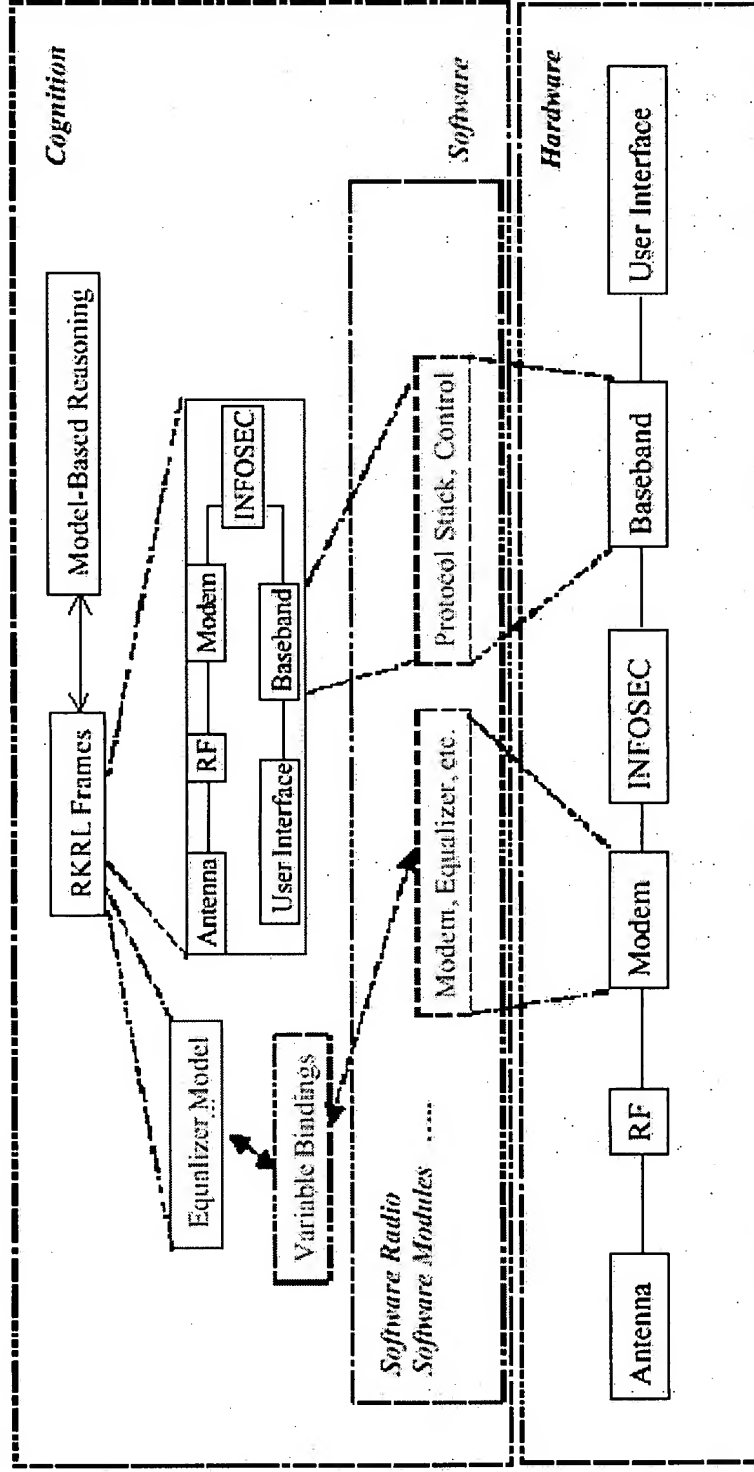 Cognition
RKRL Frames
Model-Based Reasoning
Equalizer Model
Antenna
RF
Modem
INFOSEC
User Interface
Baseband
Variable Bindings
Software
Software Radio
Software Modules .....
Modem, Equalizer, etc.
Protocol Stack, Control
Hardware
Antenna
RF
Modem
INFOSEC
Baseband
User Interface